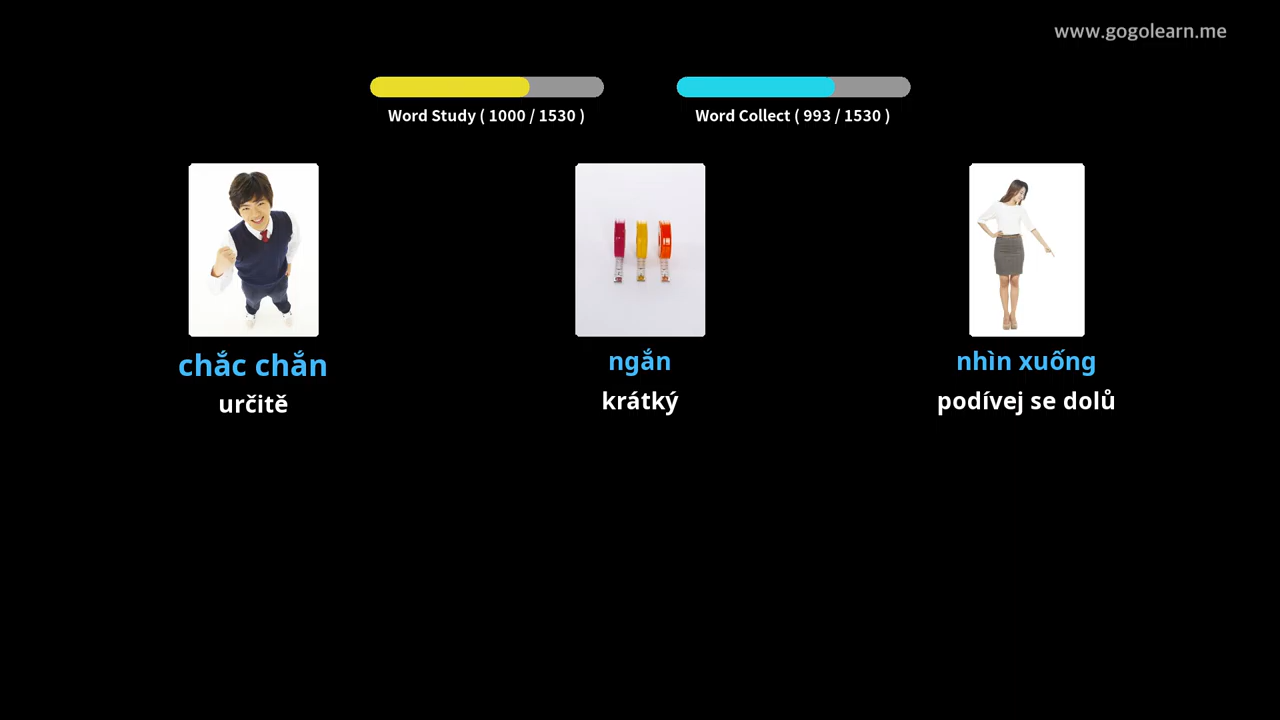 www.gogolearn.me
Word Study ( 1000 / 1530 )
Word Collect ( 993 / 1530 )
chắc chắn
určitě
ngắn
krátký
nhìn xuống
podívej se dolů